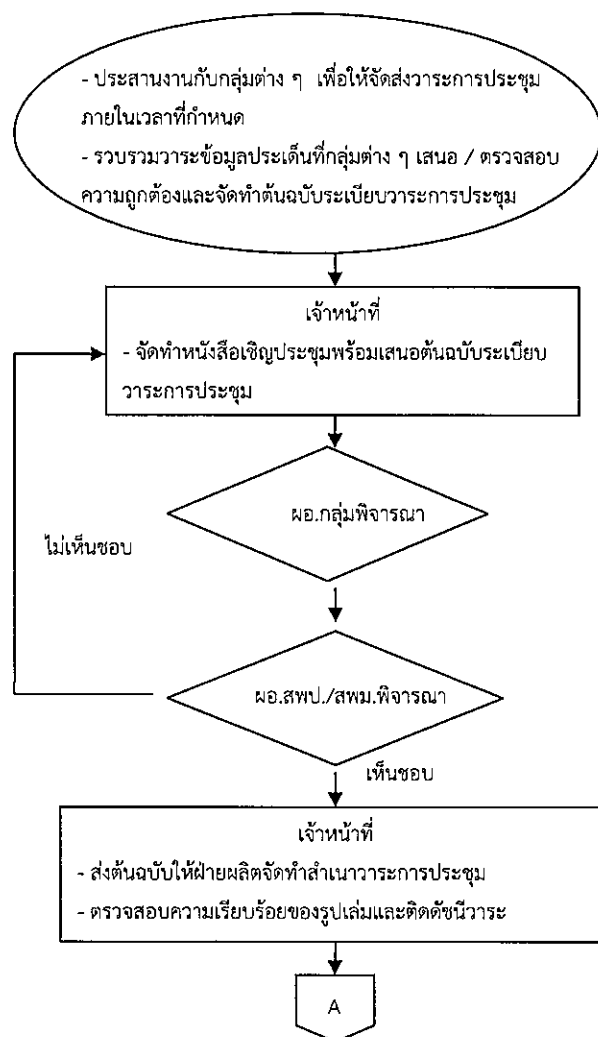 - ประสานงานกับกลุ่มต่าง ๆ เพื่อให้จัดส่งวาระการประชุม
ภายในเวลาที่กำหนด
- รวบรวมวาระข้อมูลประเด็นที่กลุ่มต่าง ๆ เสนอ / ตรวจสอบ
ความถูกต้องและจัดทำต้นฉบับระเบียบวาระการประชุม
เจ้าหน้าที่
- จัดทำหนังสือเชิญประชุมพร้อมเสนอต้นฉบับระเบียบ
วาระการประชุม
ผอ.กลุ่มพิจารณา
ไม่เห็นชอบ
ผอ.สพป./สพม.พิจารณา
เห็นชอบ
เจ้าหน้าที่
- ส่งต้นฉบับให้ฝ่ายผลิตจัดทำสำเนาวาระการประชุม
- ตรวจสอบความเรียบร้อยของรูปเล่มและติดดัชนีวาระ
A